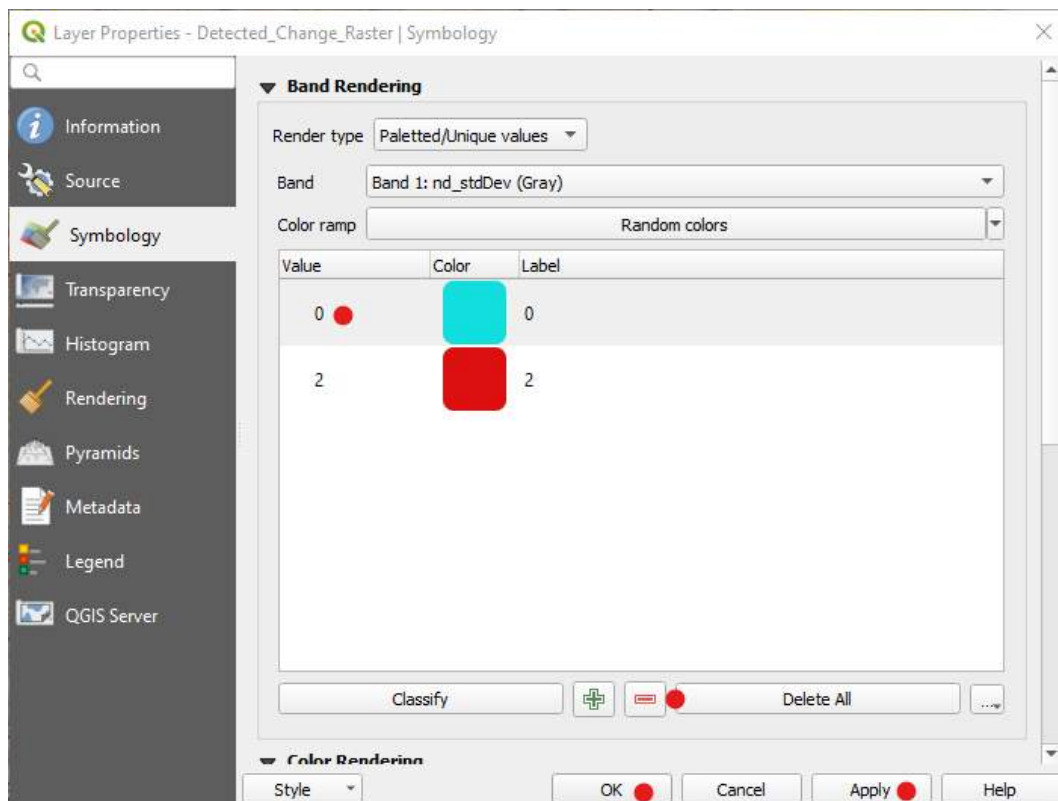 Layer Properties - Detected_Change_Raster | Symbology
Information
Source
Symbology
Transparency
Histogram
Rendering
Pyramids
Metadata
Legend
QGIS Server
Band Rendering
Render type Paletted/Unique values
Band Band 1: nd_stdDev (Gray)
Color ramp Random colors
Value Color Label
0 0
2 2
Classify Delete All ...
Color Rendering
Style OK Cancel Apply Help